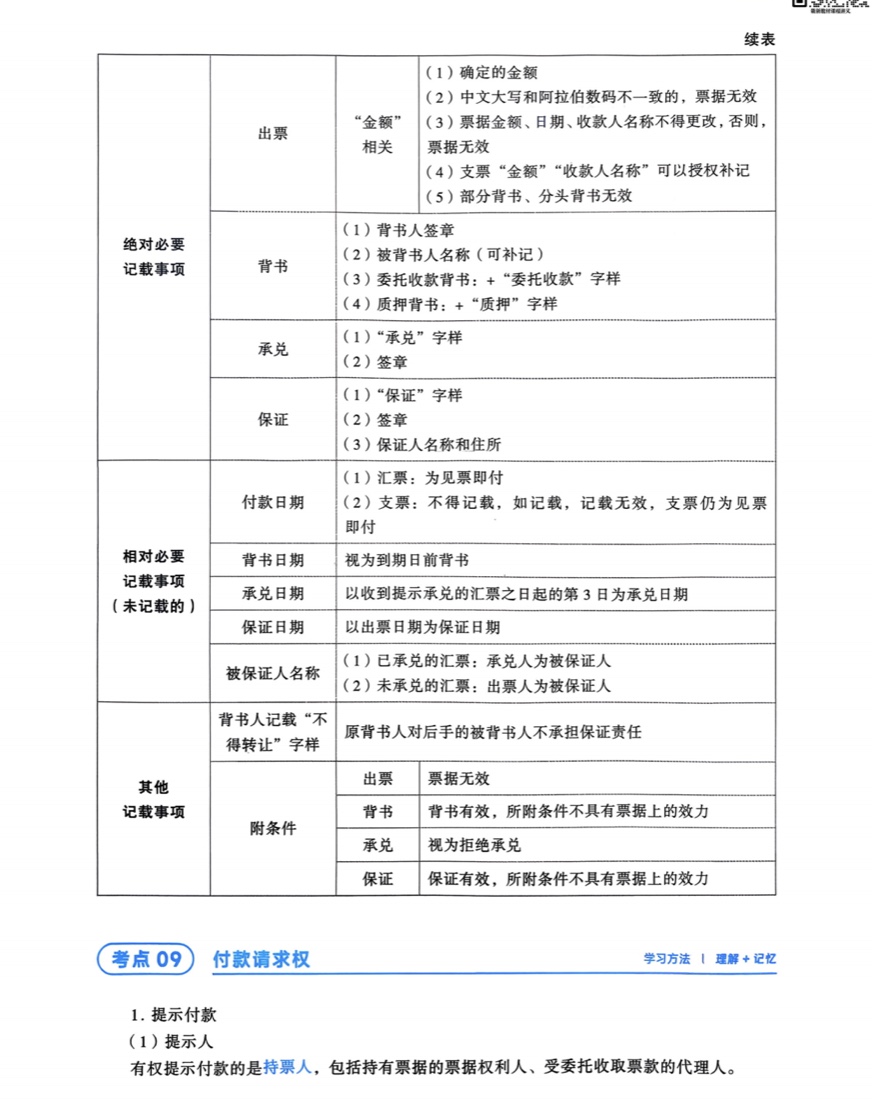 续表
绝对必要
记载事项
出票
“金额”
相关
（1）确定的金额
（2）中文大写和阿拉伯数码不一致的，票据无效
（3）票据金额、日期、收款人名称不得更改，否则，
票据无效
（4）支票“金额”“收款人名称”可以授权补记
（5）部分背书、分头背书无效
背书
（1）背书人签章
（2）被背书人名称（可补记）
（3）委托收款背书：+“委托收款”字样
（4）质押背书：+“质押”字样
承兑
（1）“承兑”字样
（2）签章
保证
（1）“保证”字样
（2）签章
（3）保证人名称和住所
相对必要
记载事项
（未记载的）
付款日期
（1）汇票：为见票即付
（2）支票：不得记载，如记载，记载无效，支票仍为见票
即付
背书日期
视为到期日前背书
承兑日期
以收到提示承兑的汇票之日起的第3日为承兑日期
保证日期
以出票日期为保证日期
被保证人名称
（1）已承兑的汇票：承兑人为被保证人
（2）未承兑的汇票：出票人为被保证人
其他
记载事项
背书人记载“不
得转让”字样
原背书人对后手的被背书人不承担保证责任
附条件
出票
票据无效
背书
背书有效，所附条件不具有票据上的效力
承兑
视为拒绝承兑
保证
保证有效，所附条件不具有票据上的效力
考点 09 付款请求权
学习方法 | 理解+记忆
1. 提示付款
（1）提示人
有权提示付款的是持票人，包括持有票据的票据权利人、受委托收取票款的代理人。